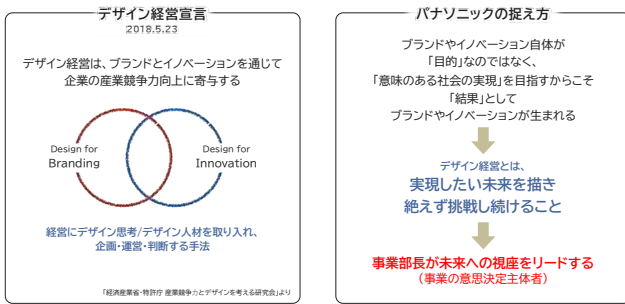 デザイン経営宣言
2018.5.23
デザイン経営は、ブランドとイノベーションを通じて
企業の産業競争力向上に寄与する
Design for
Branding
Design for
Innovation
経営にデザイン思考/デザイン人材を取り入れ、
企画・運営・判断する手法
「経済産業省・特許庁 産業競争力とデザインを考える研究会」より
パナソニックの捉え方
ブランドやイノベーション自体が
「目的」なのではなく、
「意味のある社会の実現」を目指すからこそ
「結果」として
ブランドやイノベーションが生まれる
デザイン経営とは、
実現したい未来を描き
絶えず挑戦し続けること
事業部長が未来への視座をリードする
(事業の意思決定主体者)